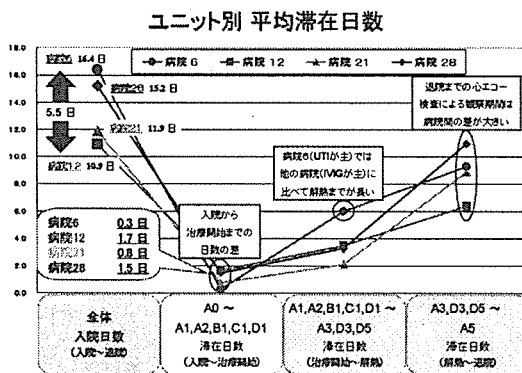 ユニット別 平均滞在日数
18.0
16.0
14.0
12.0
10.0
8.0
6.0
4.0
2.0
0.0
病院 6
病院 12
病院 21
病院 28
16.4 日
15.2 日
11.9 日
病院12 10.9 日
5.5 日
病院6 0.3 日
病院12 1.7 日
病院21 0.8 日
病院28 1.5 日
入院から
治療開始までの
日数の差
病院6(UTIが主)では
他の病院(IVIGが主)に
比べて解熱までが長い
退院までの心エコー
検査による観察期間は
病院間の差が大きい
全体
入院日数
(入院～退院)
A0 ～
A1,A2,B1,C1,D1
滞在日数
(入院～治療開始)
A1,A2,B1,C1,D1 ～
A3,D3,D5
滞在日数
(治療開始～解熱)
A3,D3,D5 ～
A5
滞在日数
(解熱～退院)